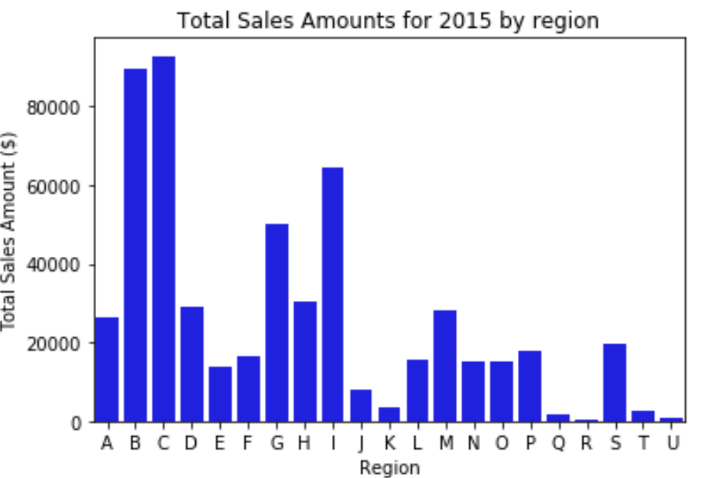 Total Sales Amounts for 2015 by region
Total Sales Amount ($)
80000
60000
40000
20000
0
A B C D E F G H I J K L M N O P Q R S T U
Region